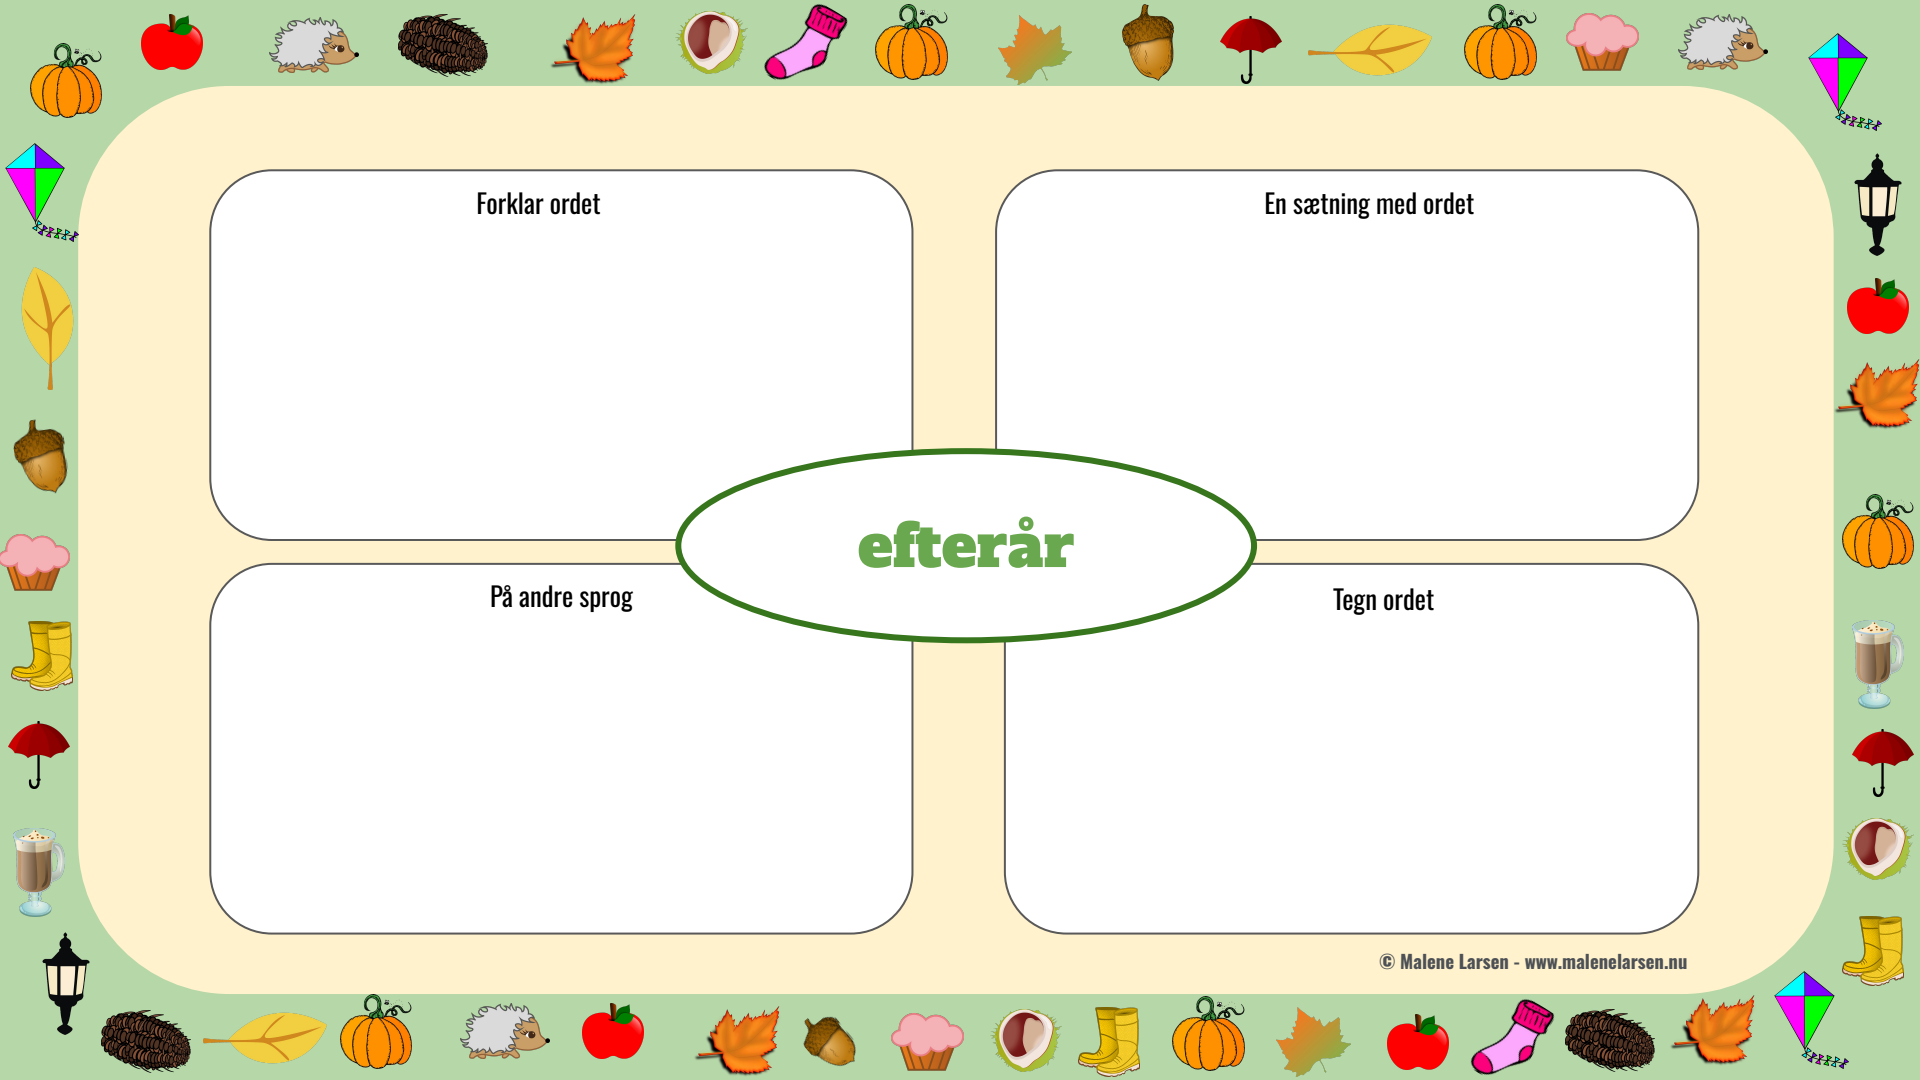 Forklar ordet
En sætning med ordet
efterår
På andre sprog
Tegn ordet
© Malene Larsen - www.malenelarsen.nu